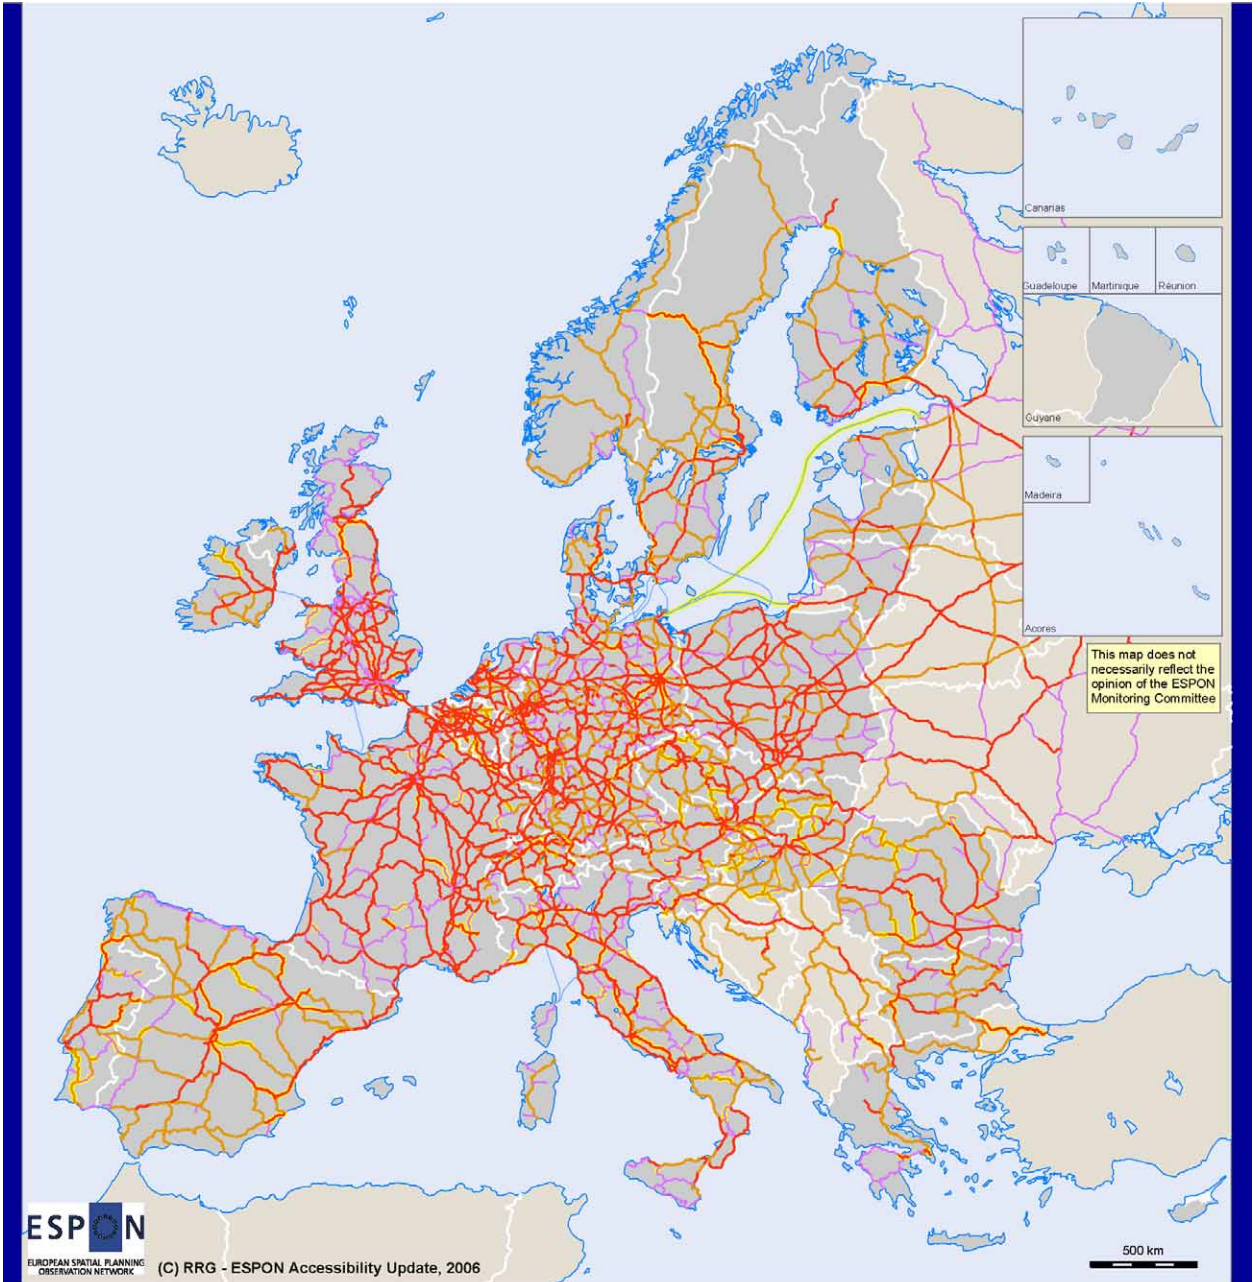 Canarias
Guadeloupe
Martinique
Réunion
Guyane
Madeira
Acores
This map does not
necessarily reflect the
opinion of the ESPON
Monitoring Committee
ESPON
EUROPEAN SPATIAL PLANNING
OBSERVATION NETWORK
(C) RRG - ESPON Accessibility Update, 2006
500 km